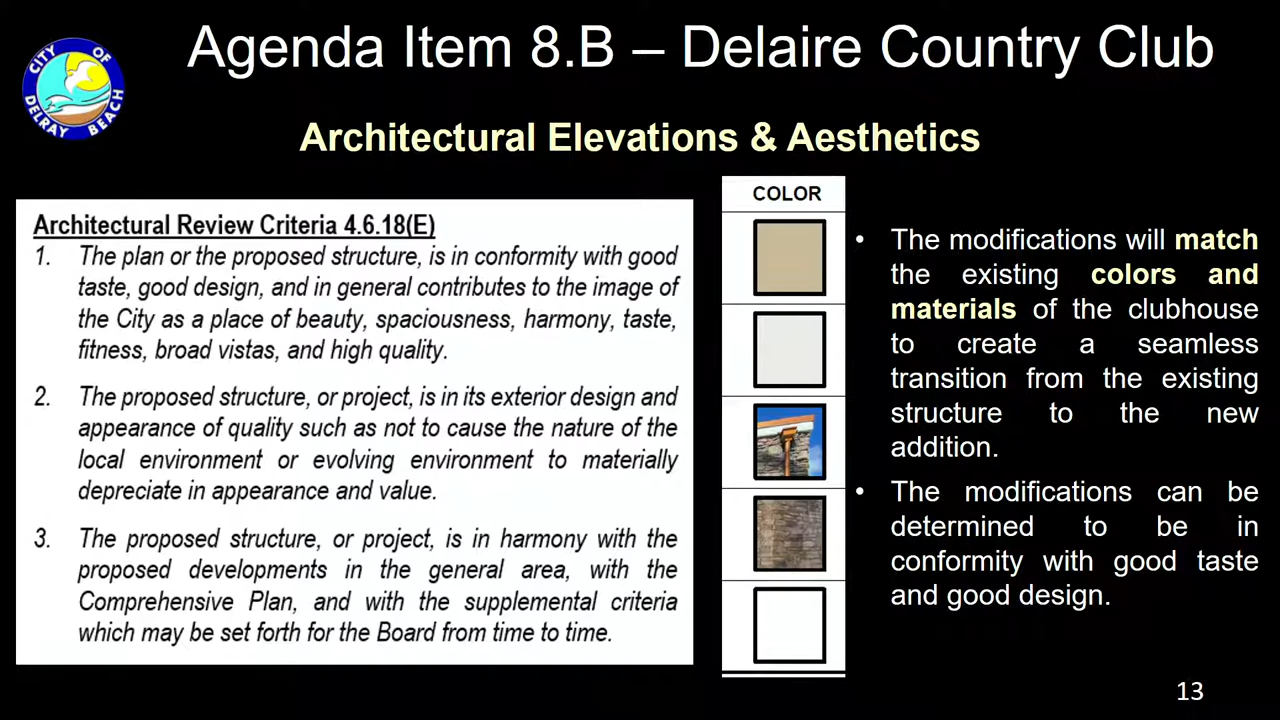 Agenda Item 8.B – Delaire Country Club
CITY OF
DELRAY BEACH
Architectural Elevations & Aesthetics
Architectural Review Criteria 4.6.18(E)
1. The plan or the proposed structure, is in conformity with good
taste, good design, and in general contributes to the image of
the City as a place of beauty, spaciousness, harmony, taste,
fitness, broad vistas, and high quality.
2. The proposed structure, or project, is in its exterior design and
appearance of quality such as not to cause the nature of the
local environment or evolving environment to materially
depreciate in appearance and value.
3. The proposed structure, or project, is in harmony with the
proposed developments in the general area, with the
Comprehensive Plan, and with the supplemental criteria
which may be set forth for the Board from time to time.
COLOR
• The modifications will match
the existing colors and
materials of the clubhouse
to create a seamless
transition from the existing
structure to the new
addition.
• The modifications can be
determined to be in
conformity with good taste
and good design.
13